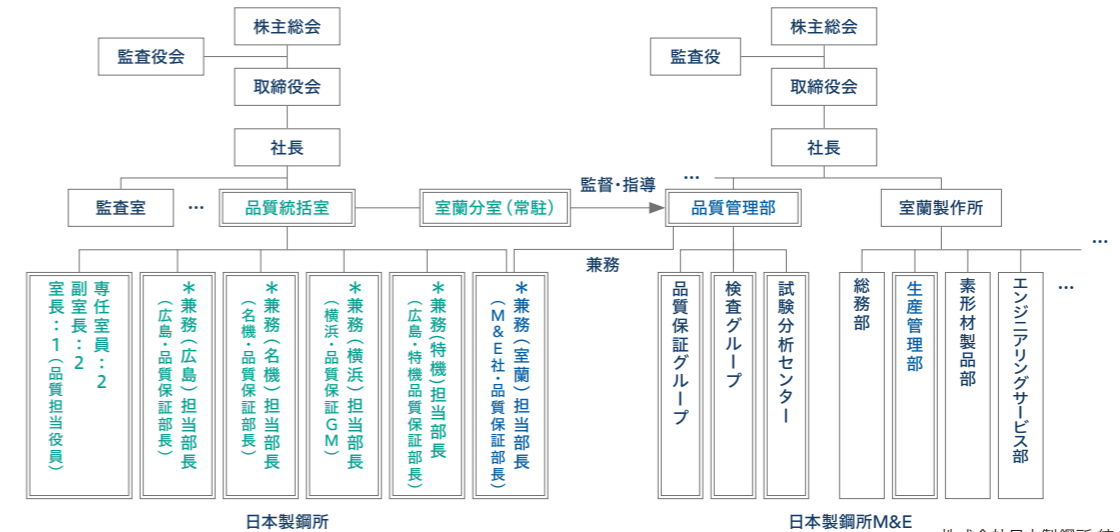 株主総会
監査役会
取締役会
社長
監査室
…
品質統括室
室蘭分室（常駐）
監督・指導
兼務
専任室員：２
副室長：２
室長：１（品質担当役員）
＊兼務（広島）担当部長
（広島・品質保証部長）
＊兼務（名機）担当部長
（名機・品質保証部長）
＊兼務（横浜）担当部長
（横浜・品質保証ＧＭ）
＊兼務（特機）担当部長
（広島・特機品質保証部長）
＊兼務（室蘭）担当部長
（Ｍ＆Ｅ社・品質保証部長）
日本製鋼所
株主総会
監査役
取締役会
社長
…
品質管理部
室蘭製作所
…
品質保証グループ
検査グループ
試験分析センター
総務部
生産管理部
素形材製品部
エンジニアリングサービス部
…
日本製鋼所M&E